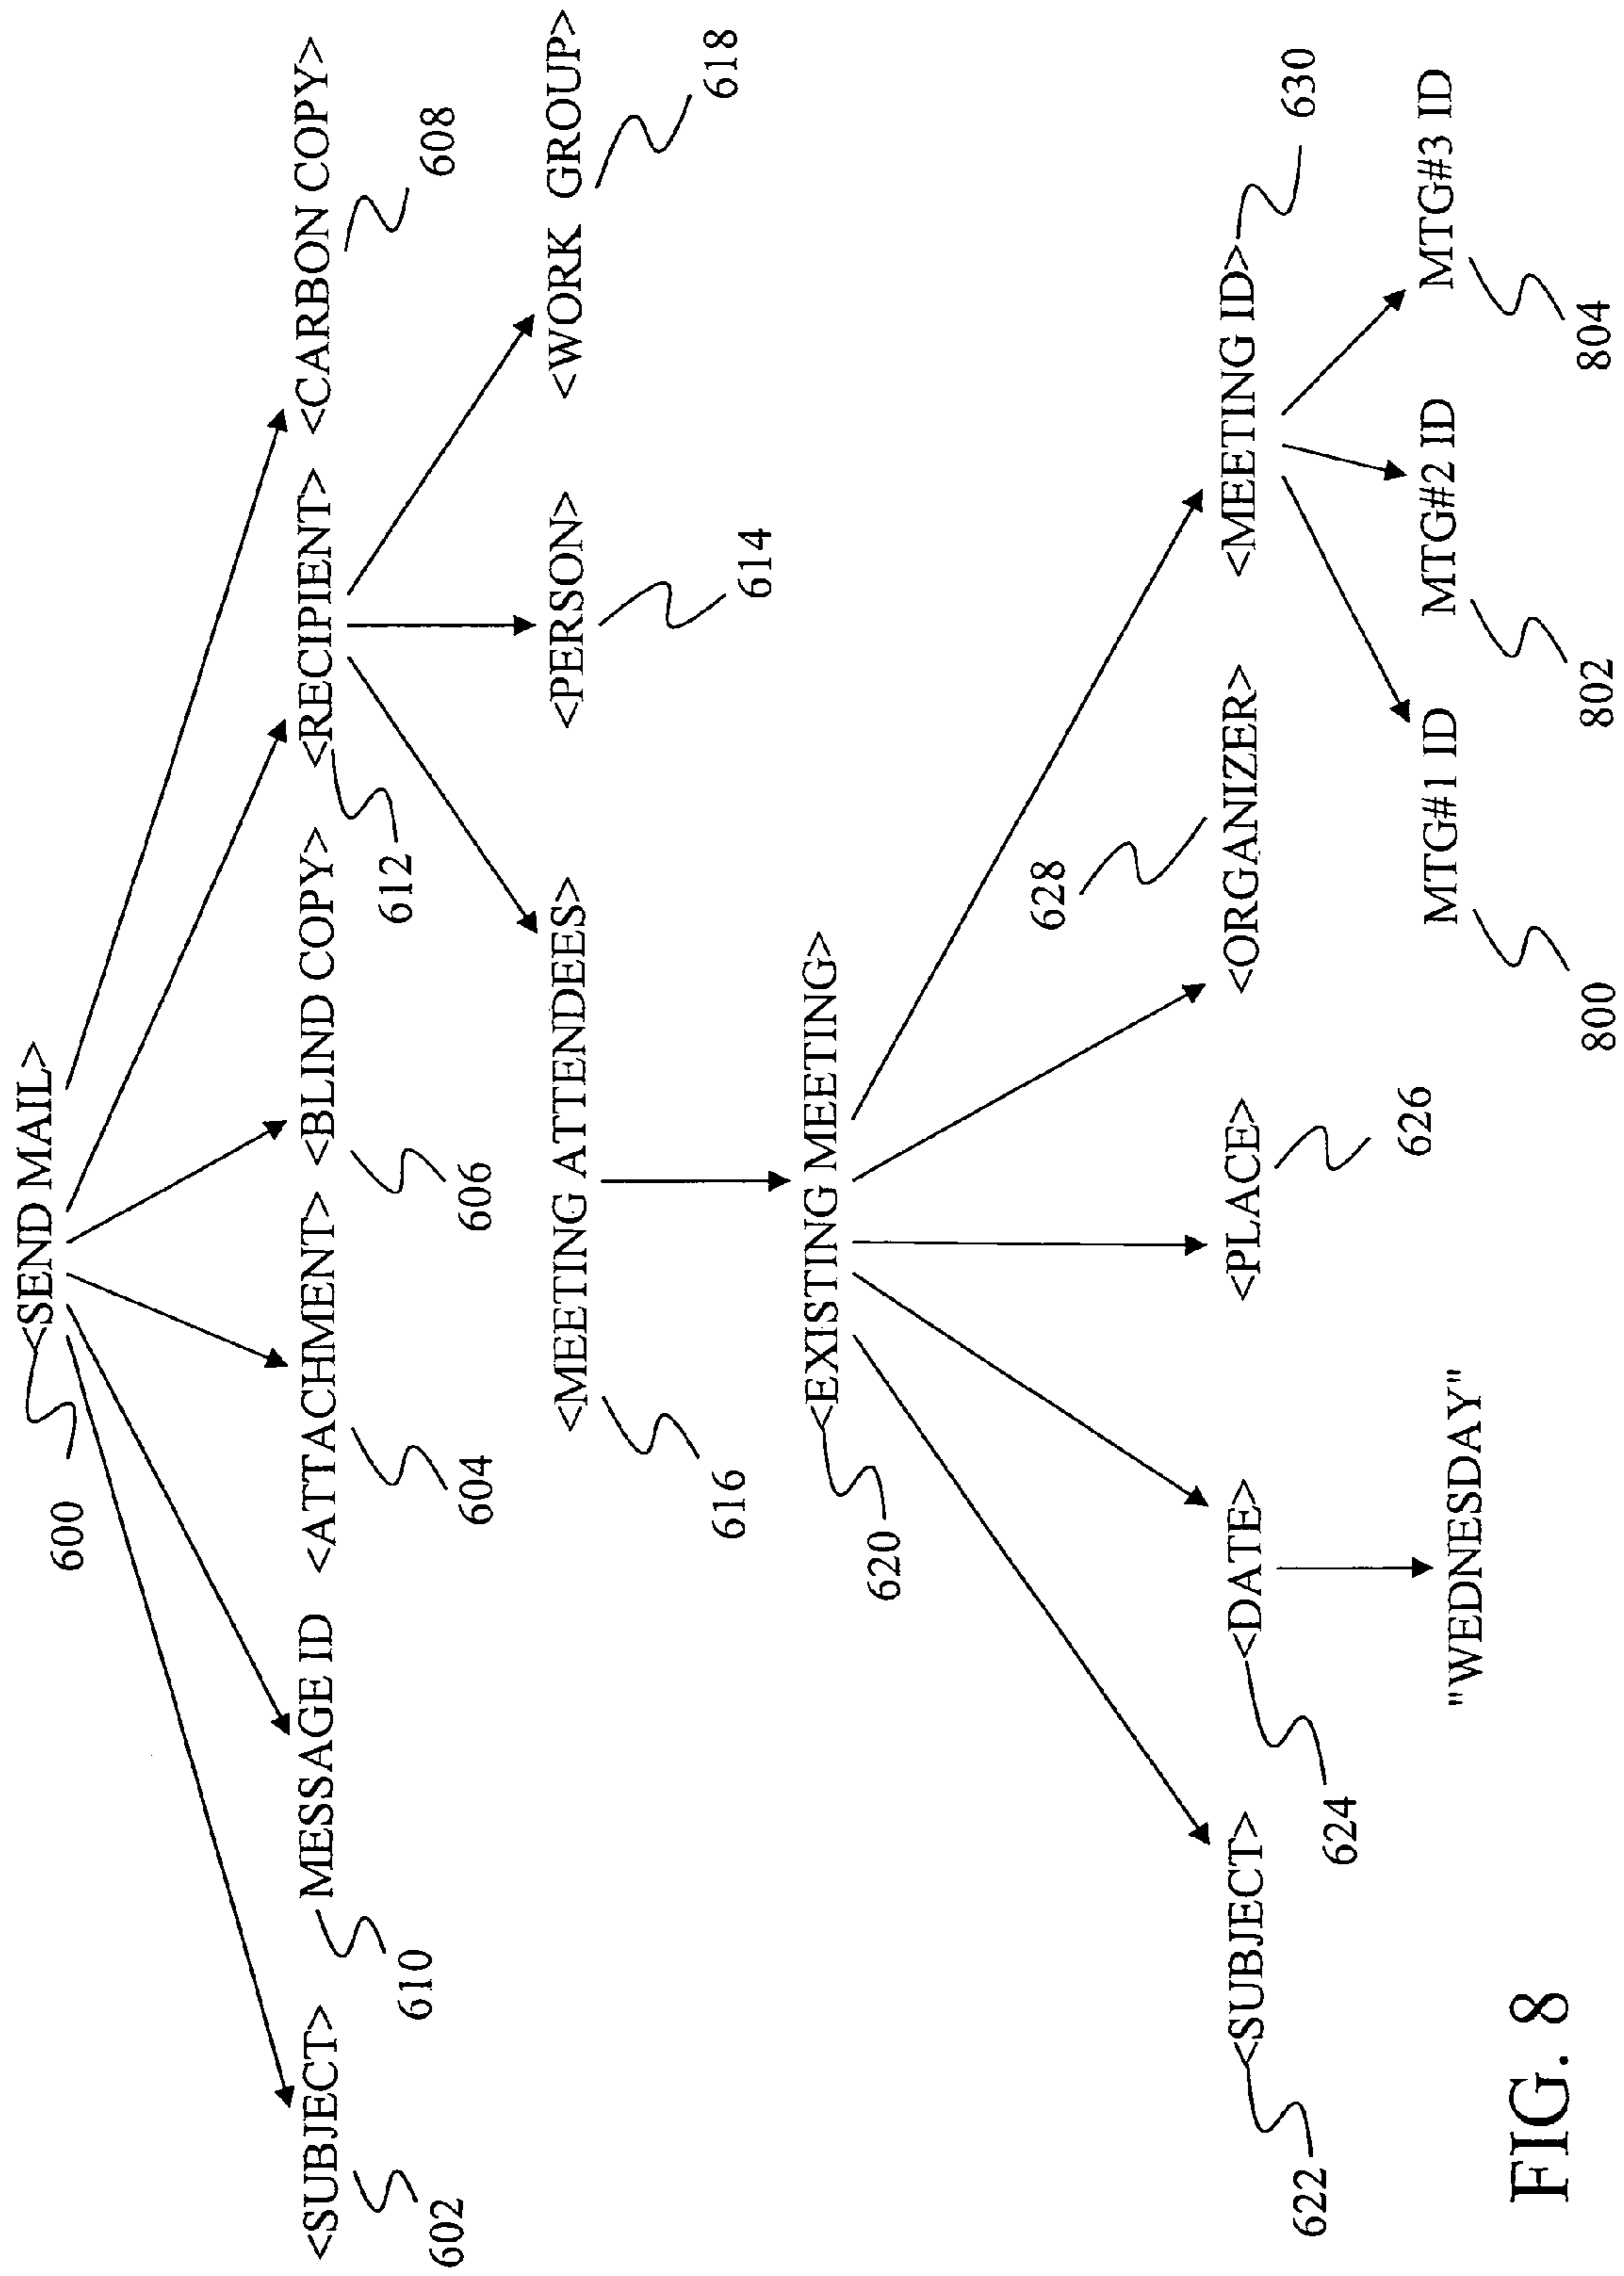 <SEND MAIL>
600
<SUBJECT> MESSAGE ID <ATTACHMENT> <BLIND COPY> <RECIPIENT> <CARBON COPY>
602 610 604 606 612 608
<MEETING ATTENDEES> <PERSON> <WORK GROUP>
616 614 618
<EXISTING MEETING>
620 628 630
<SUBJECT> <DATE> <PLACE> <ORGANIZER> <MEETING ID>
622 624 626
"WEDNESDAY" MTG#1 ID MTG#2 ID MTG#3 ID
800 802 804
FIG. 8